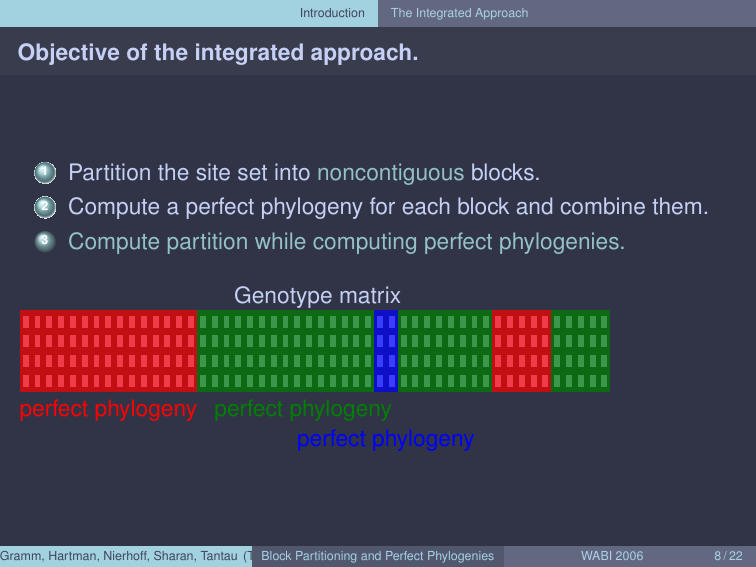 Introduction The Integrated Approach
Objective of the integrated approach.
1 Partition the site set into noncontiguous blocks.
2 Compute a perfect phylogeny for each block and combine them.
3 Compute partition while computing perfect phylogenies.
Genotype matrix
perfect phylogeny perfect phylogeny
perfect phylogeny
Gramm, Hartman, Nierhoff, Sharan, Tantau (T Block Partitioning and Perfect Phylogenies WABI 2006 8 / 22